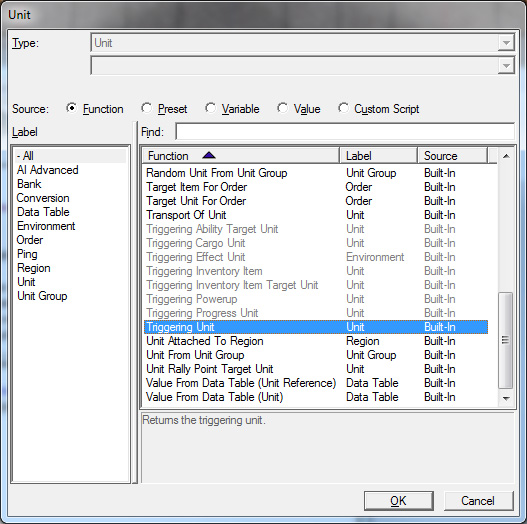 Unit
Type: Unit
Source: Function Preset Variable Value Custom Script
Label Find:
- All
AI Advanced
Bank
Conversion
Data Table
Environment
Order
Ping
Region
Unit
Unit Group
Function Label Source
Random Unit From Unit Group Unit Group Built-In
Target Item For Order Order Built-In
Target Unit For Order Order Built-In
Transport Of Unit Unit Built-In
Triggering Ability Target Unit Unit Built-In
Triggering Cargo Unit Unit Built-In
Triggering Effect Unit Environment Built-In
Triggering Inventory Item Unit Built-In
Triggering Inventory Item Target Unit Unit Built-In
Triggering Powerup Unit Built-In
Triggering Progress Unit Unit Built-In
Triggering Unit Unit Built-In
Unit Attached To Region Region Built-In
Unit From Unit Group Unit Group Built-In
Unit Rally Point Target Unit Unit Built-In
Value From Data Table (Unit Reference) Data Table Built-In
Value From Data Table (Unit) Data Table Built-In
Returns the triggering unit.
OK Cancel